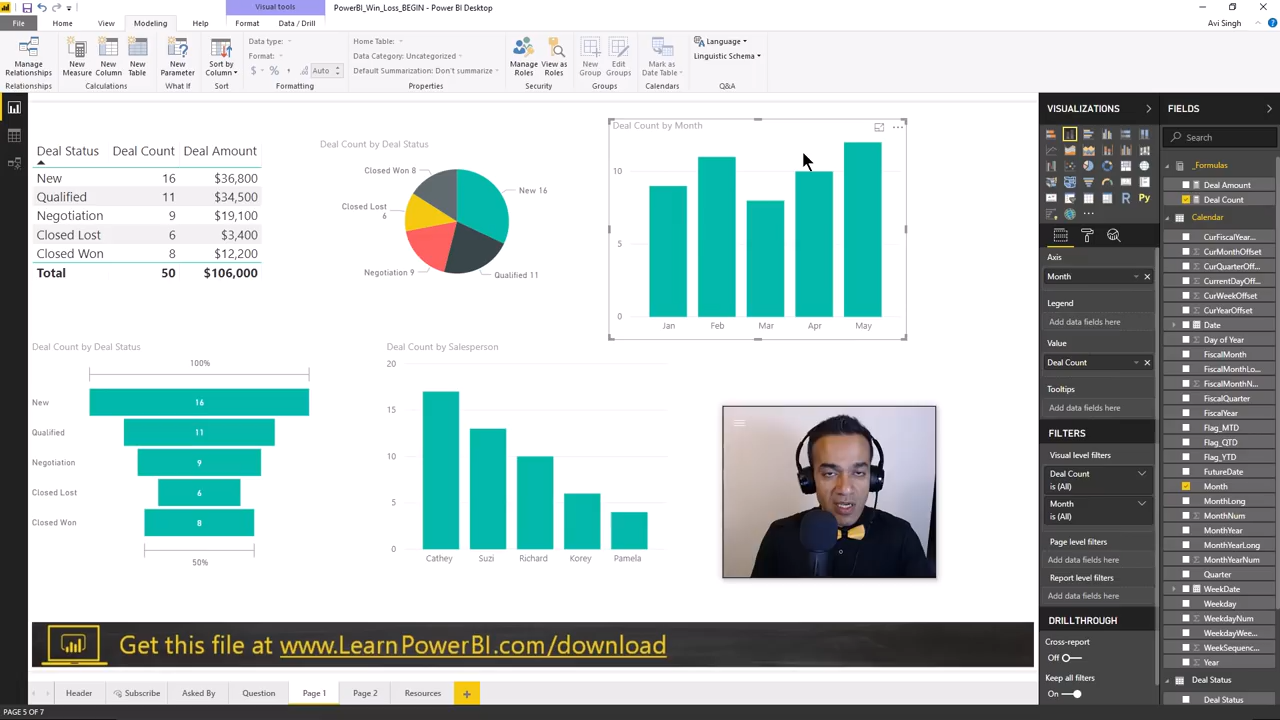 Visual tools
PowerBI_Win_Loss_BEGIN - Power BI Desktop
File Home View Modeling Help Format Data / Drill
Avi Singh
Manage Relationships
Relationships
New Measure
New Column
New Table
Calculations
New Parameter
What If
Sort by Column
Sort
Data type:
Format:
$ % , Auto
Formatting
Home Table:
Data Category: Uncategorized
Default Summarization: Don't summarize
Properties
Manage Roles
View as Roles
Security
New Group
Edit Groups
Groups
Mark as Date Table
Calendars
Language
Linguistic Schema
Q&A
Deal Status Deal Count Deal Amount
New 16 $36,800
Qualified 11 $34,500
Negotiation 9 $19,100
Closed Lost 6 $3,400
Closed Won 8 $12,200
Total 50 $106,000
Deal Count by Deal Status
Closed Won 8
New 16
Closed Lost
6
Negotiation 9
Qualified 11
Deal Count by Month
10
5
0
Jan Feb Mar Apr May
Deal Count by Deal Status
100%
New 16
Qualified 11
Negotiation 9
Closed Lost 6
Closed Won 8
50%
Deal Count by Salesperson
20
15
10
5
0
Cathey Suzi Richard Korey Pamela
Get this file at www.LearnPowerBI.com/download
Header Subscribe Asked By Question Page 1 Page 2 Resources +
PAGE 5 OF 7
VISUALIZATIONS
R Py
Axis
Month
Legend
Add data fields here
Value
Deal Count
Tooltips
Add data fields here
FILTERS
Visual level filters
Deal Count
is (All)
Month
is (All)
Page level filters
Add data fields here
Report level filters
Add data fields here
DRILLTHROUGH
Cross-report
Off
Keep all filters
On
FIELDS
Search
_Formulas
Deal Amount
Deal Count
Calendar
CurFiscalYear...
CurMonthOffset
CurQuarterOff...
CurrentDayOff...
CurWeekOffset
CurYearOffset
Date
Day of Year
FiscalMonth
FiscalMonthLo...
FiscalMonthN...
FiscalQuarter
FiscalYear
Flag_MTD
Flag_QTD
Flag_YTD
FutureDate
Month
MonthLong
MonthNum
MonthYear
MonthYearLong
MonthYearNum
Quarter
WeekDate
Weekday
WeekdayNum
WeekdayWee...
WeekSequenc...
Year
Deal Status
Deal Status